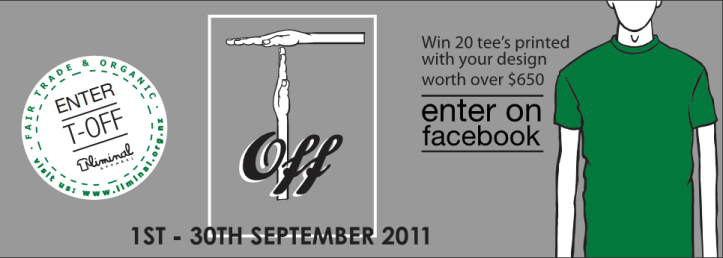 FAIR TRADE & ORGANIC
ENTER
T-OFF
liminal
APPAREL
visit us: www.liminal.org.nz
Off
1ST - 30TH SEPTEMBER 2011
Win 20 tee's printed
with your design
worth over $650
enter on
facebook